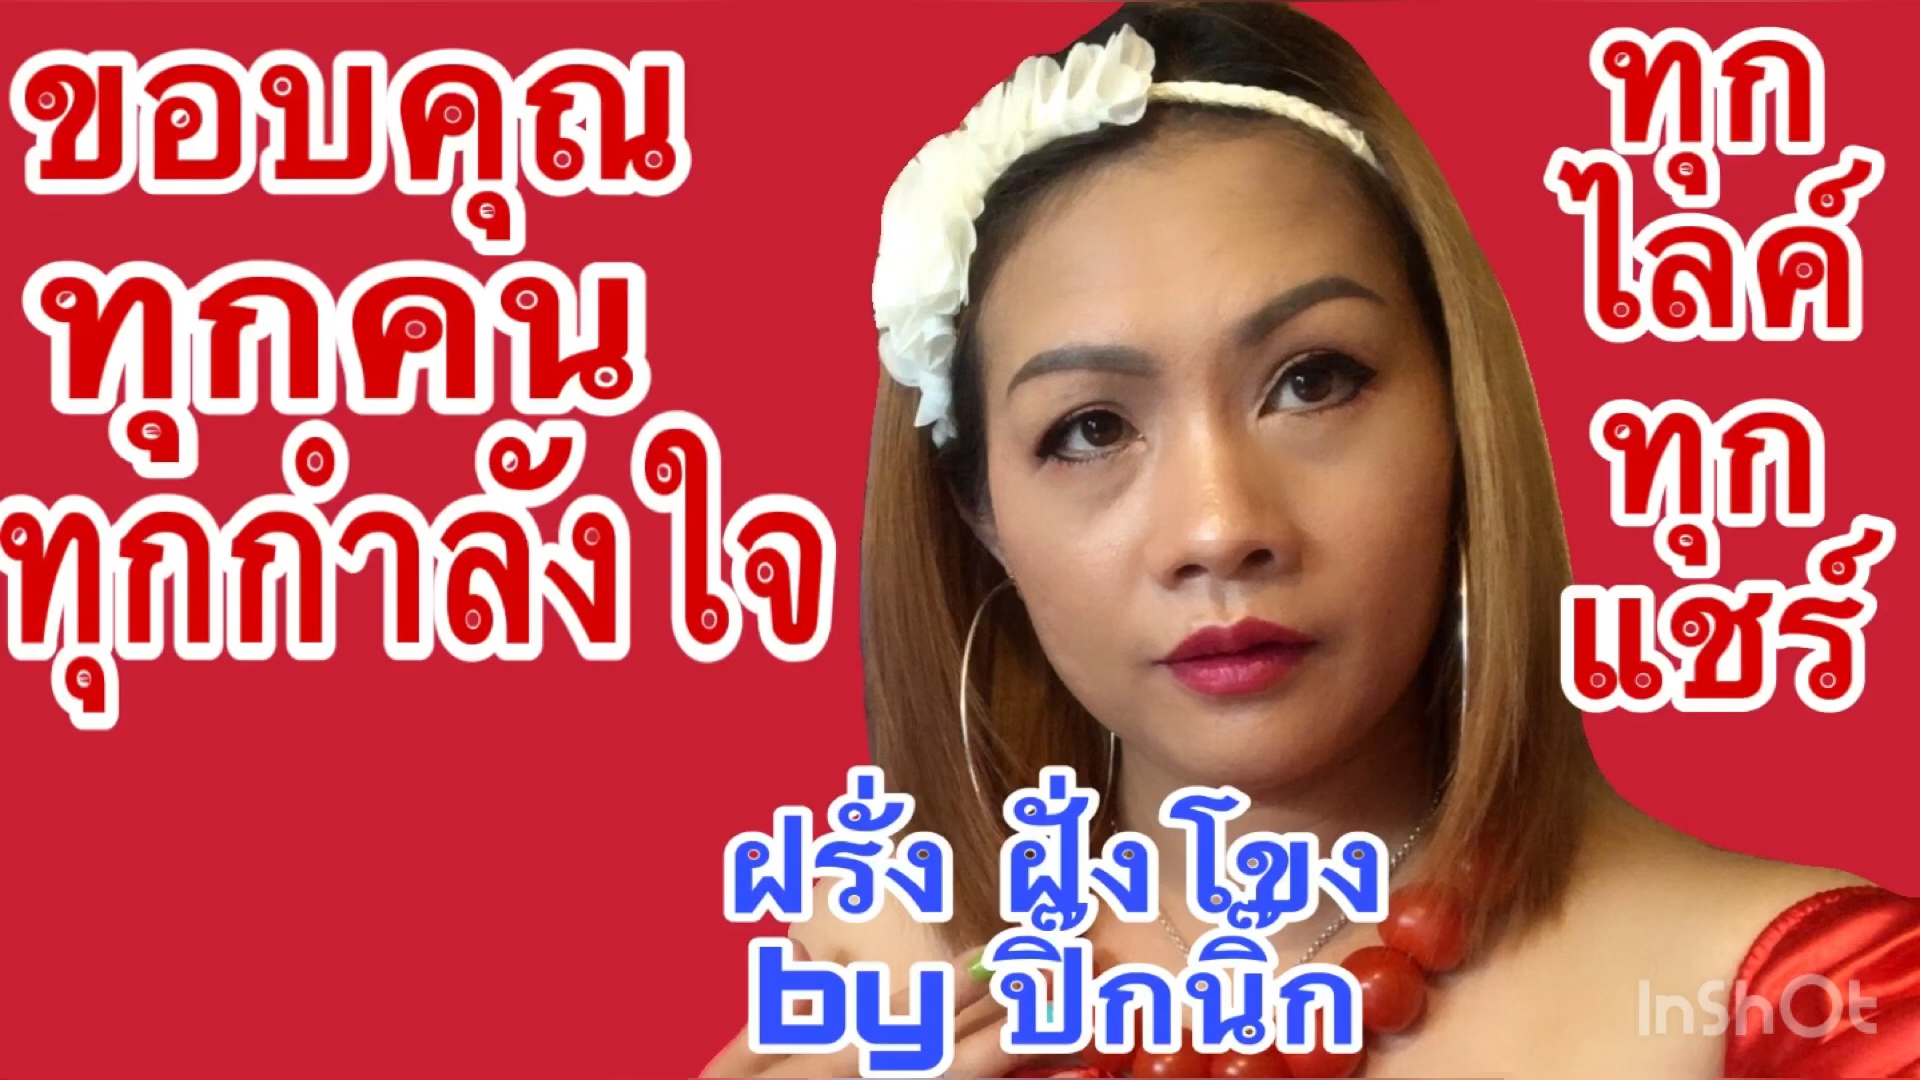 ขอบคุณ
ทุกคน
ทุกกำลังใจ
ทุก
ไลค์
ทุก
แชร์
ฝรั่ง ฝั่งโขง
by ปิ๊กนิ๊ก
InShOt